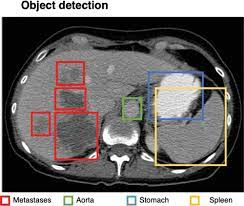 Object detection
Metastases
Aorta
Stomach
Spleen